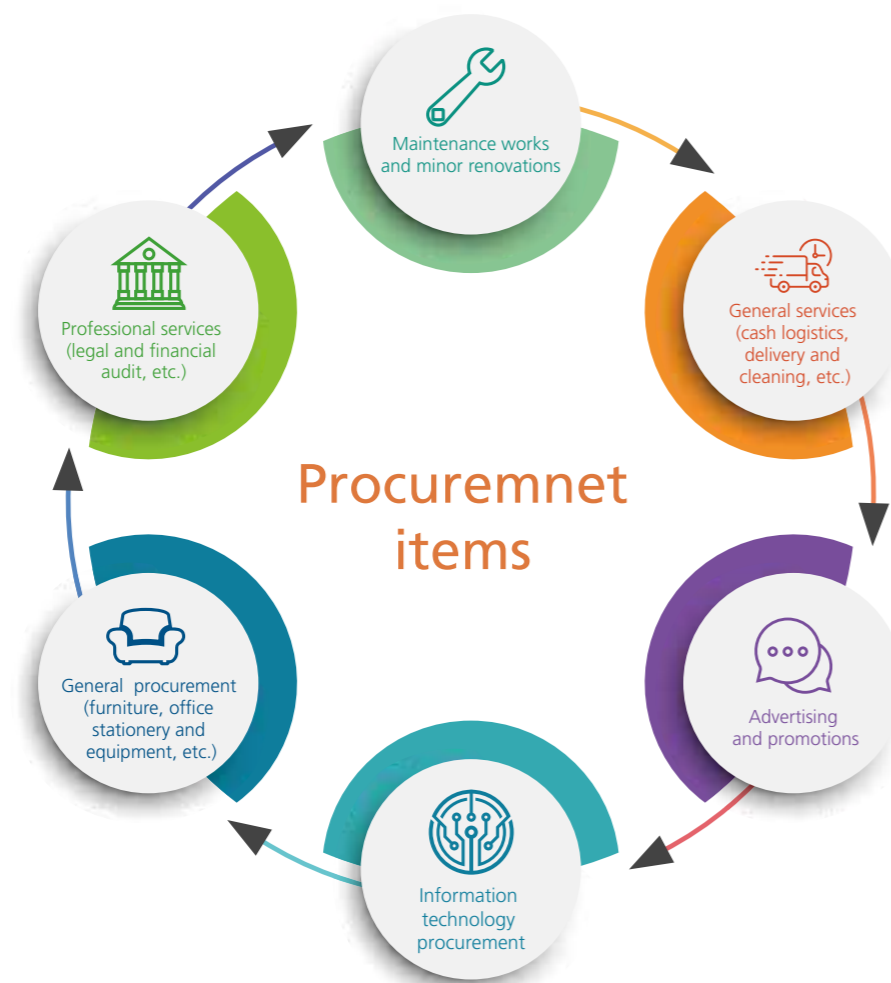 Maintenance works
and minor renovations
General services
(cash logistics,
delivery and
cleaning, etc.)
Advertising
and promotions
Information
technology
procurement
General procurement
(furniture, office
stationery and
equipment, etc.)
Professional services
(legal and financial
audit, etc.)
Procuremnet
items